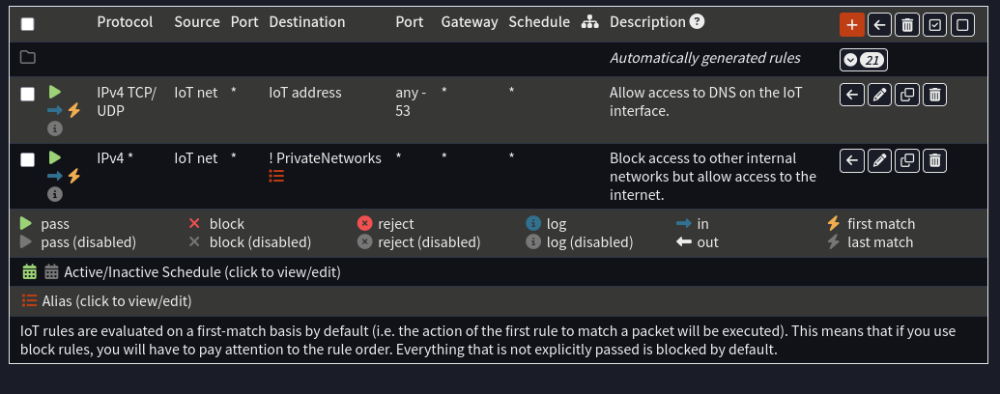 Protocol Source Port Destination Port Gateway Schedule Description
Automatically generated rules 21
IPv4 TCP/ IoT net * IoT address any - * * Allow access to DNS on the IoT
UDP 53 interface.
IPv4 * IoT net * ! PrivateNetworks * * * Block access to other internal
networks but allow access to the
internet.
pass block reject log in first match
pass (disabled) block (disabled) reject (disabled) log (disabled) out last match
Active/Inactive Schedule (click to view/edit)
Alias (click to view/edit)
IoT rules are evaluated on a first-match basis by default (i.e. the action of the first rule to match a packet will be executed). This means that if you use
block rules, you will have to pay attention to the rule order. Everything that is not explicitly passed is blocked by default.